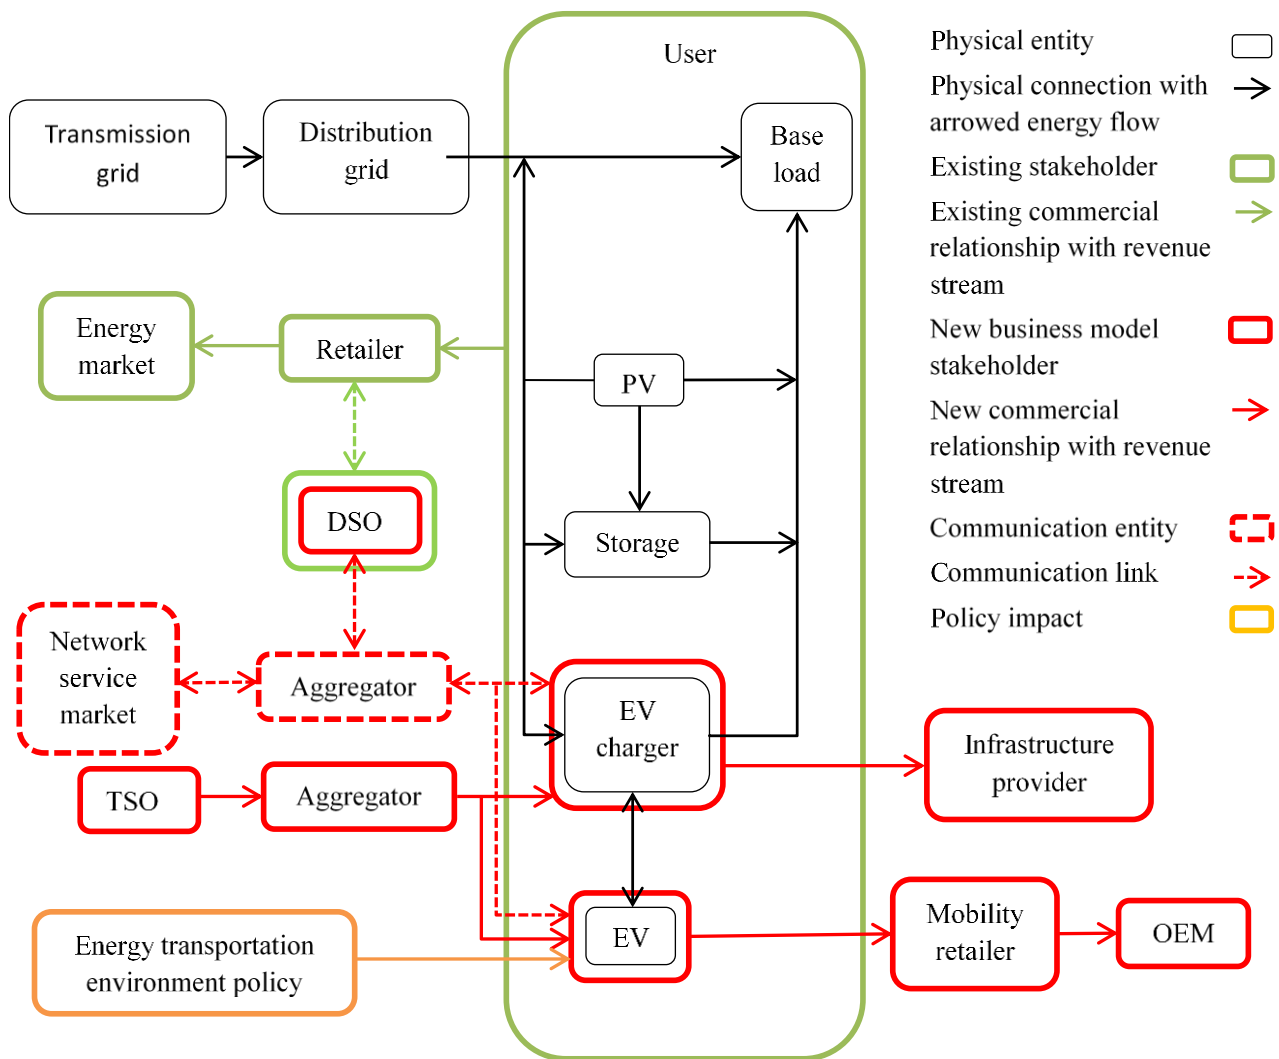 User
Transmission
grid
Distribution
grid
Base
load
Energy
market
Retailer
PV
DSO
Storage
Network
service
market
Aggregator
EV
charger
TSO
Aggregator
Energy transportation
environment policy
EV
Infrastructure
provider
Mobility
retailer
OEM
Physical entity
Physical connection with
arrowed energy flow
Existing stakeholder
Existing commercial
relationship with revenue
stream
New business model
stakeholder
New commercial
relationship with revenue
stream
Communication entity
Communication link
Policy impact